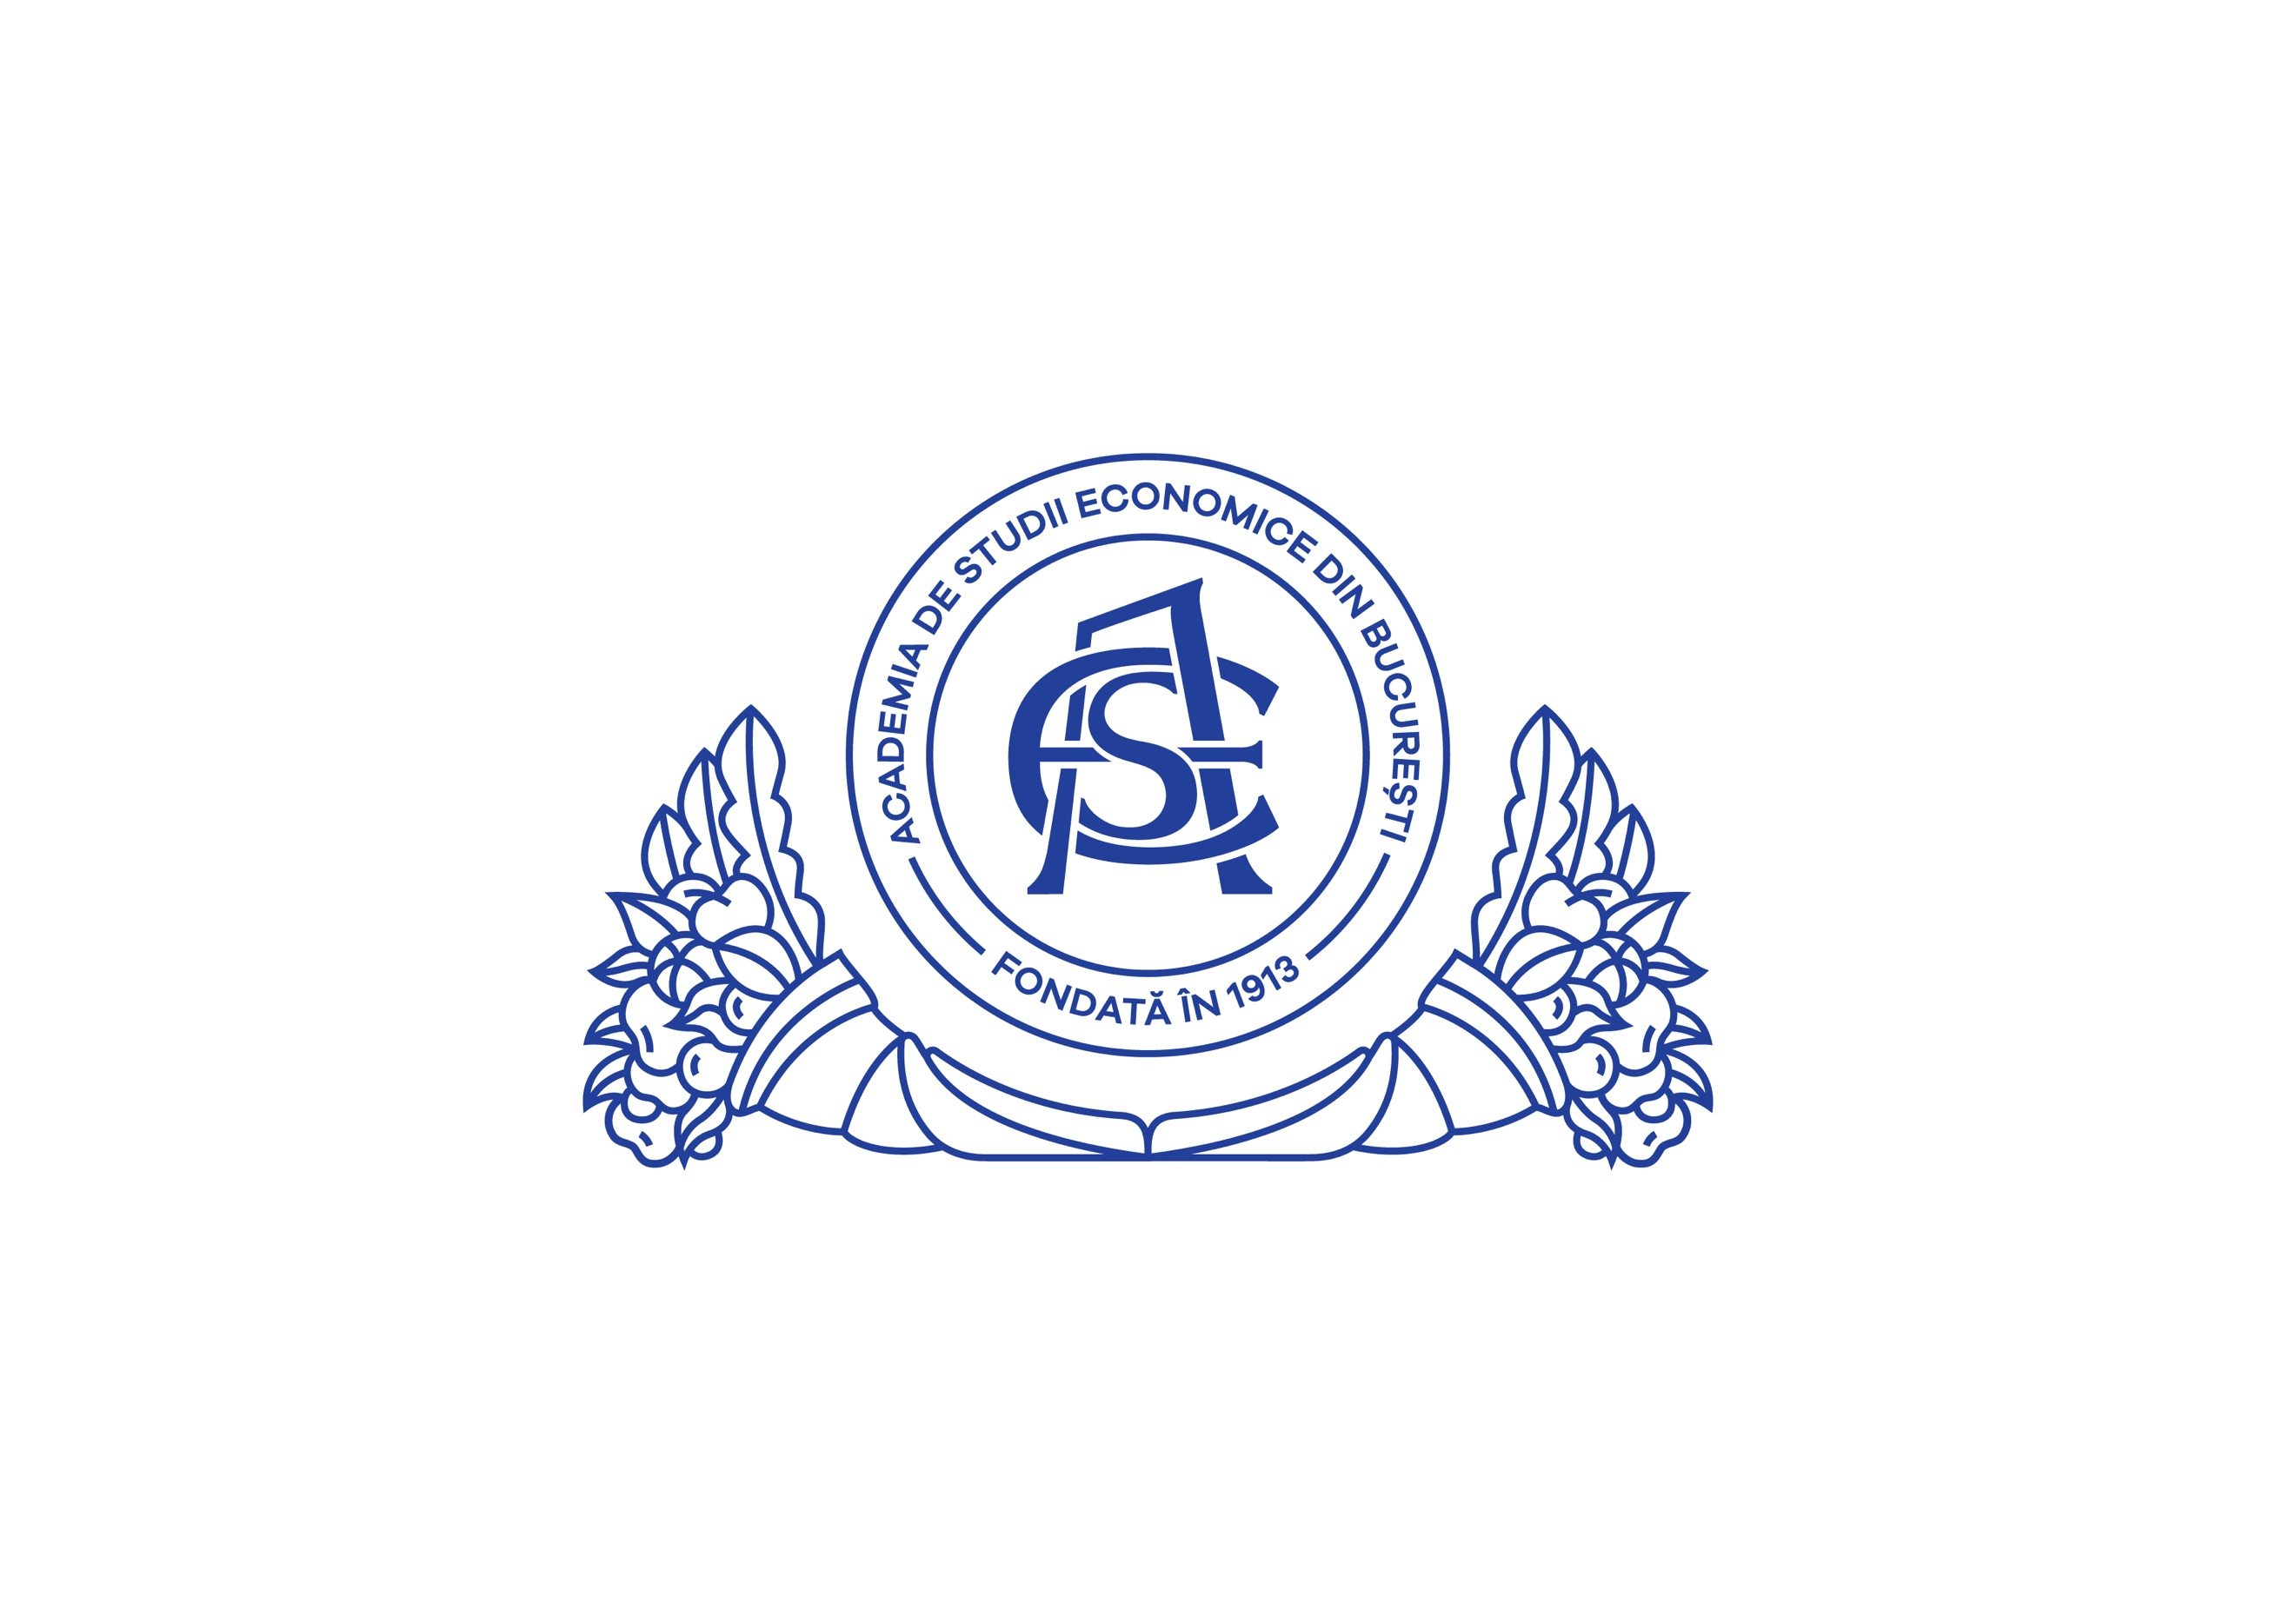 ACADEMIA DE STUDII ECONOMICE DIN BUCUREȘTI
ASE
FONDATĂ ÎN 1913